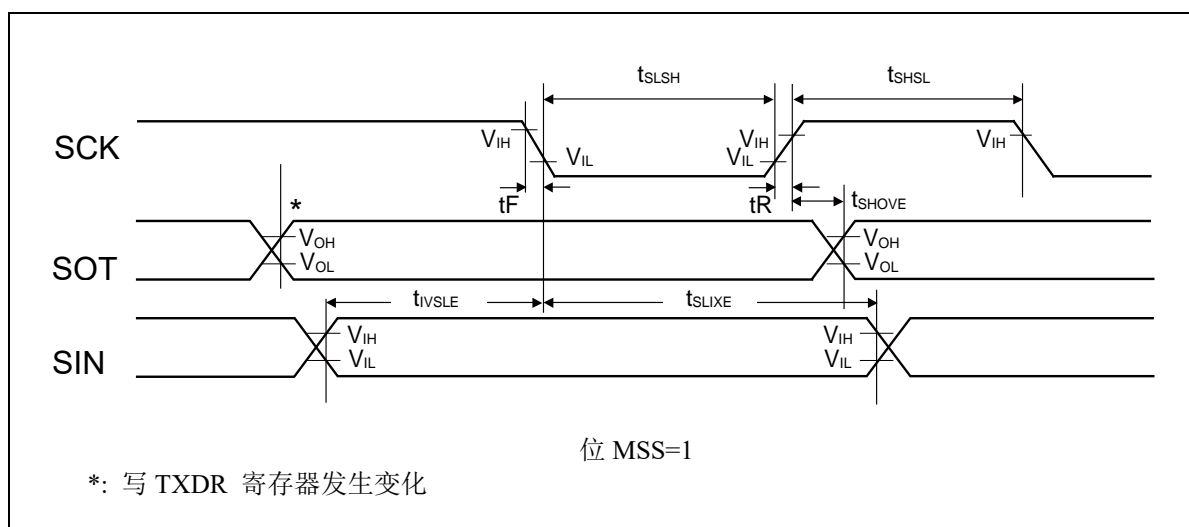 tSLSH tSHSL
SCK VIH VIL VIH VIL VIH
tF tR tSHOVE
*
SOT VOH VOL VOH VOL
tIVSLE tSLIXE
SIN VIH VIL VIH VIL
位 MSS=1
*: 写 TXDR 寄存器发生变化